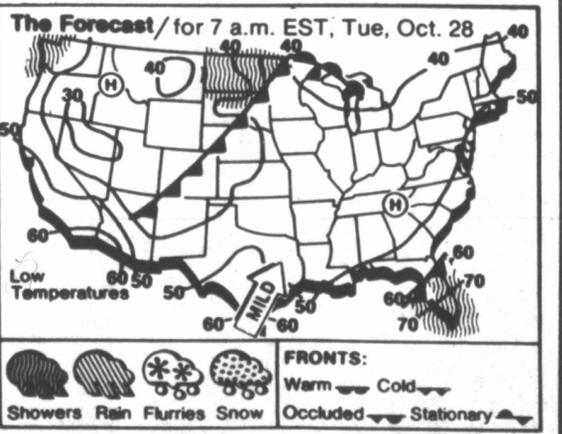 The Forecast / for 7 a.m. EST, Tue, Oct. 28
40
40
40
40
40
30
H
50
50
H
60
60
50
Low
Temperatures
50
MILD
60
60
50
60
70
60
70
Showers Rain Flurries Snow
FRONTS:
Warm Cold
Occluded Stationary